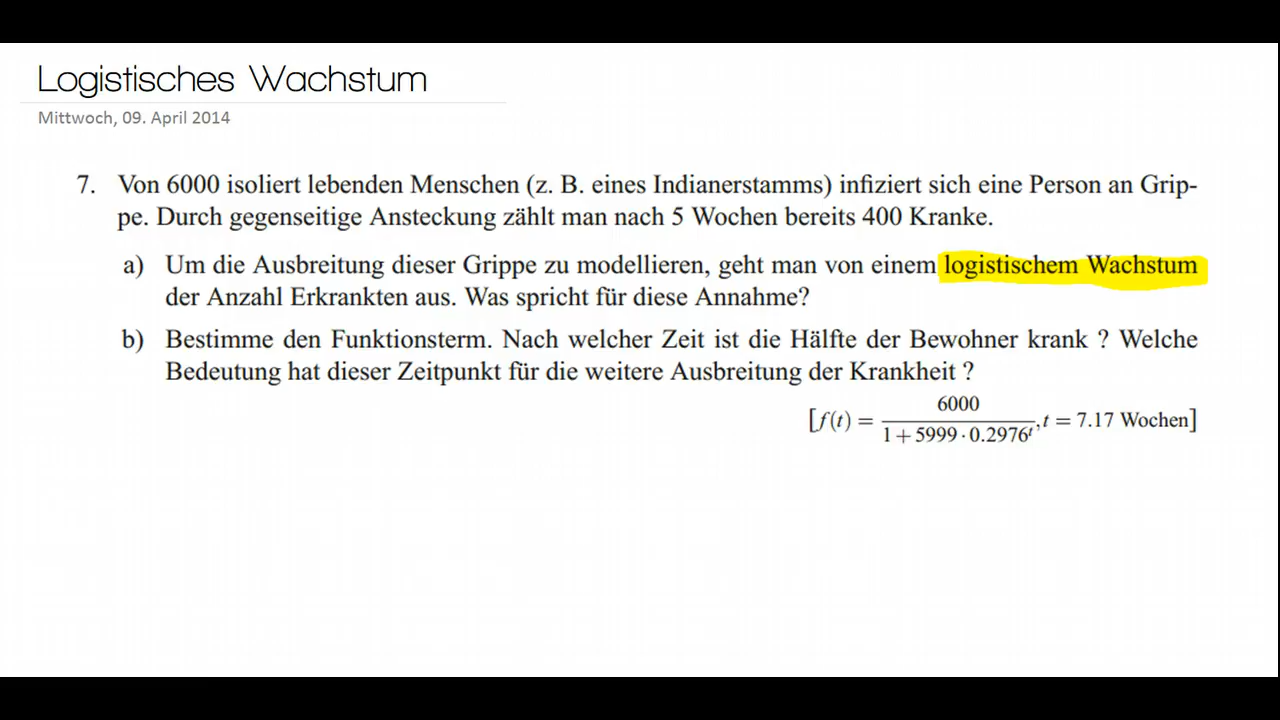 Logistisches Wachstum
Mittwoch, 09. April 2014
7. Von 6000 isoliert lebenden Menschen (z. B. eines Indianerstamms) infiziert sich eine Person an Grip-
pe. Durch gegenseitige Ansteckung zählt man nach 5 Wochen bereits 400 Kranke.
a) Um die Ausbreitung dieser Grippe zu modellieren, geht man von einem logistischem Wachstum
der Anzahl Erkrankten aus. Was spricht für diese Annahme?
b) Bestimme den Funktionsterm. Nach welcher Zeit ist die Hälfte der Bewohner krank ? Welche
Bedeutung hat dieser Zeitpunkt für die weitere Ausbreitung der Krankheit ?
[f(t) = 6000 / (1 + 5999 · 0.2976^t), t = 7.17 Wochen]